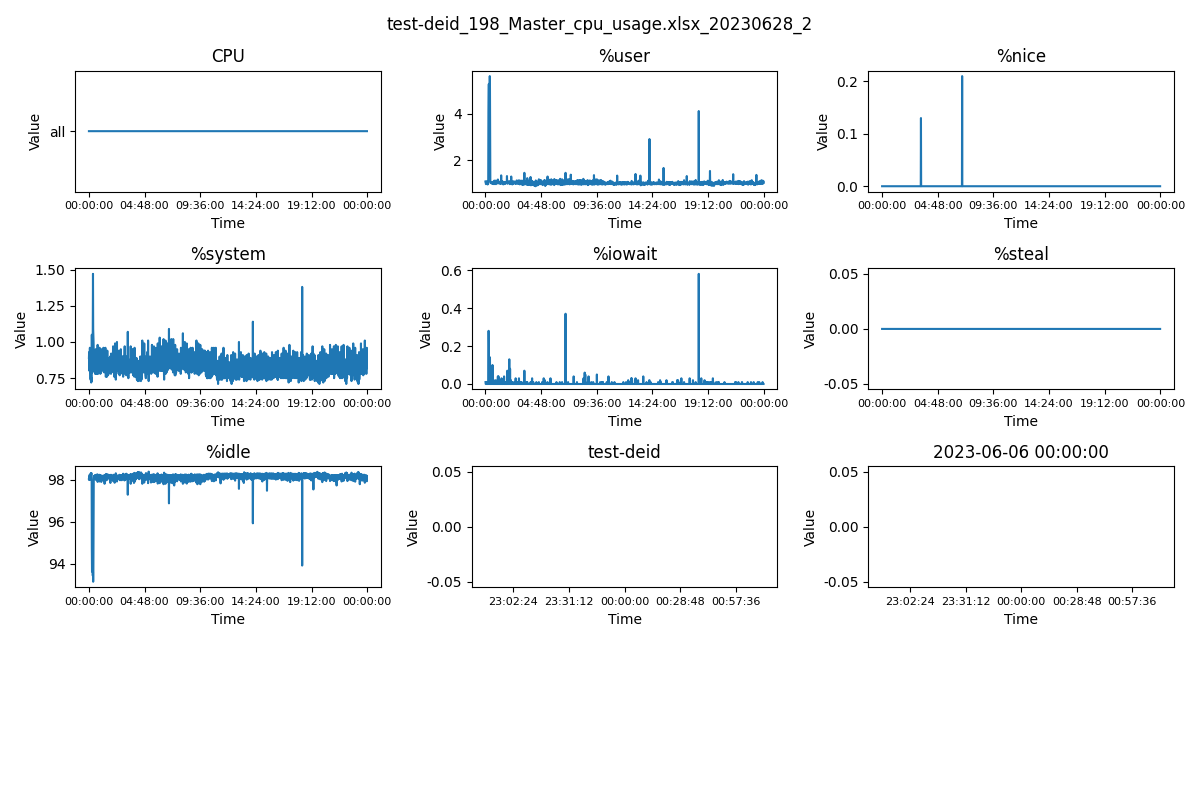 test-deid_198_Master_cpu_usage.xlsx_20230628_2
CPU
Value
all
00:00:00 04:48:00 09:36:00 14:24:00 19:12:00 00:00:00
Time
%user
Value
4
2
00:00:00 04:48:00 09:36:00 14:24:00 19:12:00 00:00:00
Time
%nice
Value
0.2
0.1
0.0
00:00:00 04:48:00 09:36:00 14:24:00 19:12:00 00:00:00
Time
%system
Value
1.50
1.25
1.00
0.75
00:00:00 04:48:00 09:36:00 14:24:00 19:12:00 00:00:00
Time
%iowait
Value
0.6
0.4
0.2
0.0
00:00:00 04:48:00 09:36:00 14:24:00 19:12:00 00:00:00
Time
%steal
Value
0.05
0.00
-0.05
00:00:00 04:48:00 09:36:00 14:24:00 19:12:00 00:00:00
Time
%idle
Value
98
96
94
00:00:00 04:48:00 09:36:00 14:24:00 19:12:00 00:00:00
Time
test-deid
Value
0.05
0.00
-0.05
23:02:24 23:31:12 00:00:00 00:28:48 00:57:36
Time
2023-06-06 00:00:00
Value
0.05
0.00
-0.05
23:02:24 23:31:12 00:00:00 00:28:48 00:57:36
Time